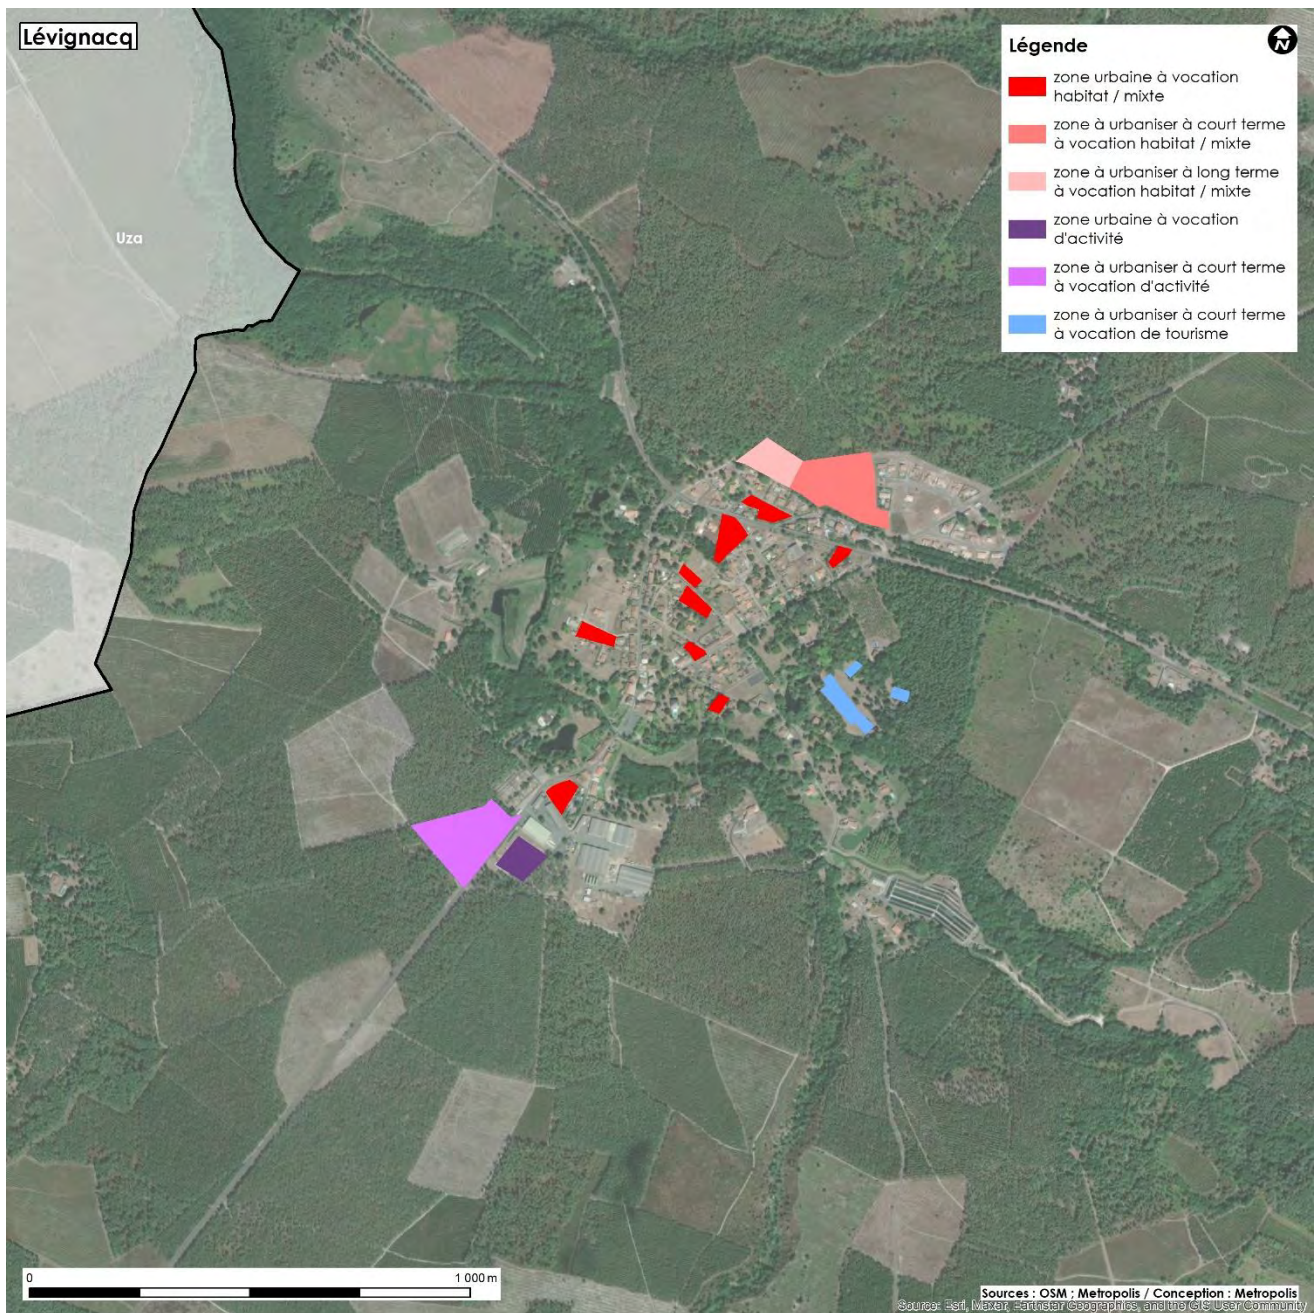 Lévignacq
Légende
N
zone urbaine à vocation
habitat / mixte
zone à urbaniser à court terme
à vocation habitat / mixte
zone à urbaniser à long terme
à vocation habitat / mixte
zone urbaine à vocation
d'activité
zone à urbaniser à court terme
à vocation d'activité
zone à urbaniser à court terme
à vocation de tourisme
Uza
0 1 000 m
Sources : OSM ; Metropolis / Conception : Metropolis
Source: Esri, Maxar, Earthstar Geographics, and the GIS User Community